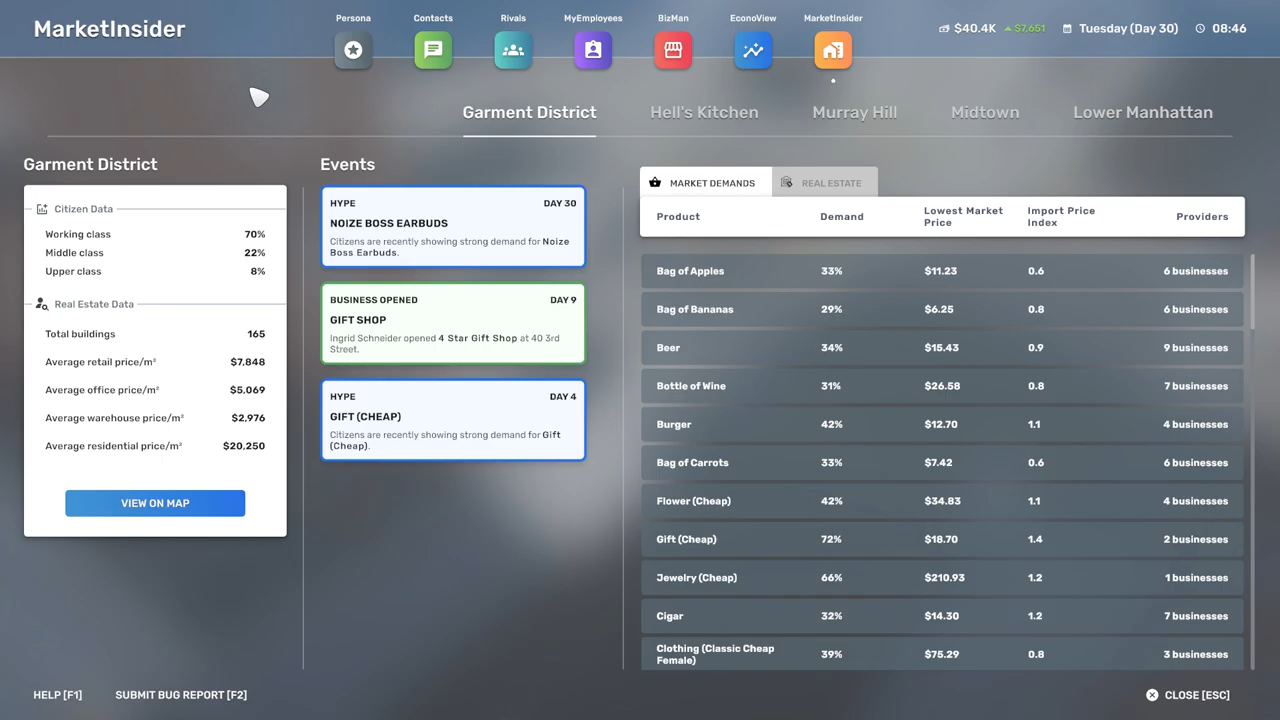 MarketInsider
Persona
Contacts
Rivals
MyEmployees
BizMan
EconoView
MarketInsider
$40.4K
$7,651
Tuesday (Day 30)
08:46
Garment District
Hell's Kitchen
Murray Hill
Midtown
Lower Manhattan
Garment District
Citizen Data
Working class 70%
Middle class 22%
Upper class 8%
Real Estate Data
Total buildings 165
Average retail price/m² $7,848
Average office price/m² $5,069
Average warehouse price/m² $2,976
Average residential price/m² $20,250
VIEW ON MAP
Events
HYPE DAY 30
NOIZE BOSS EARBUDS
Citizens are recently showing strong demand for Noize
Boss Earbuds.
BUSINESS OPENED DAY 9
GIFT SHOP
Ingrid Schneider opened 4 Star Gift Shop at 40 3rd
Street.
HYPE DAY 4
GIFT (CHEAP)
Citizens are recently showing strong demand for Gift
(Cheap).
MARKET DEMANDS
REAL ESTATE
Product Demand Lowest Market Price Import Price Index Providers
Bag of Apples 33% $11.23 0.6 6 businesses
Bag of Bananas 29% $6.25 0.8 6 businesses
Beer 34% $15.43 0.9 9 businesses
Bottle of Wine 31% $26.58 0.8 7 businesses
Burger 42% $12.70 1.1 4 businesses
Bag of Carrots 33% $7.42 0.6 6 businesses
Flower (Cheap) 42% $34.83 1.1 4 businesses
Gift (Cheap) 72% $18.70 1.4 2 businesses
Jewelry (Cheap) 66% $210.93 1.2 1 businesses
Cigar 32% $14.30 1.2 7 businesses
Clothing (Classic Cheap Female) 39% $75.29 0.8 3 businesses
HELP [F1]
SUBMIT BUG REPORT [F2]
CLOSE [ESC]